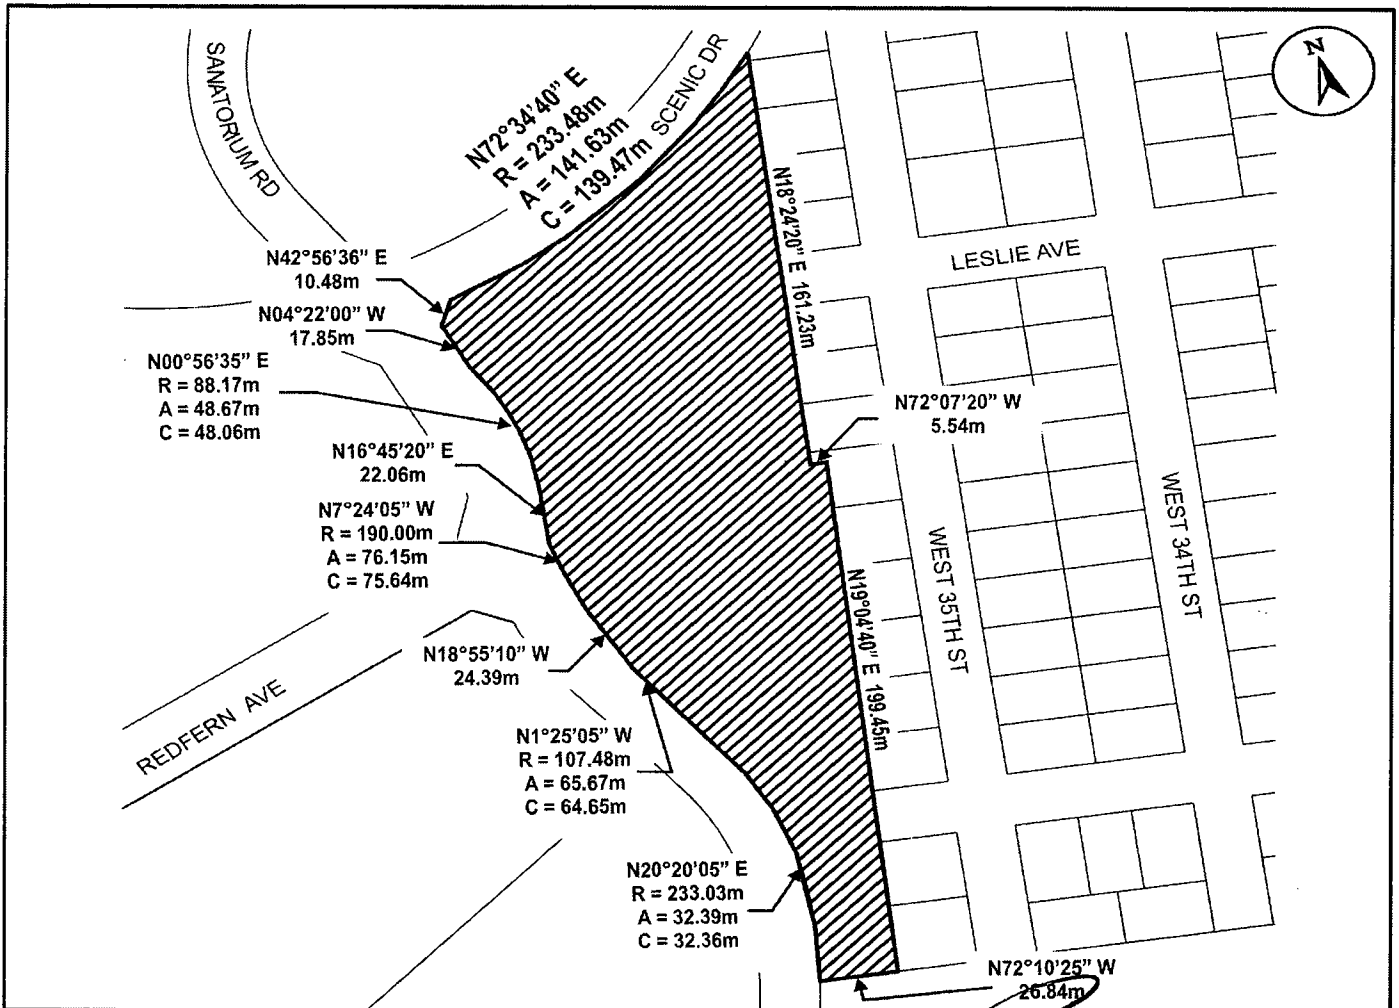 N
SANATORIUM RD
SCENIC DR
N72°34'40" E
R = 233.48m
A = 141.63m
C = 139.47m
N18°24'20" E 161.23m
LESLIE AVE
N42°56'36" E
10.48m
N04°22'00" W
17.85m
N00°56'35" E
R = 88.17m
A = 48.67m
C = 48.06m
N72°07'20" W
5.54m
N16°45'20" E
22.06m
N7°24'05" W
R = 190.00m
A = 76.15m
C = 75.64m
WEST 35TH ST
WEST 34TH ST
N19°04'40" E 199.45m
N18°55'10" W
24.39m
REDFERN AVE
N1°25'05" W
R = 107.48m
A = 65.67m
C = 64.65m
N20°20'05" E
R = 233.03m
A = 32.39m
C = 32.36m
N72°10'25" W
26.84m